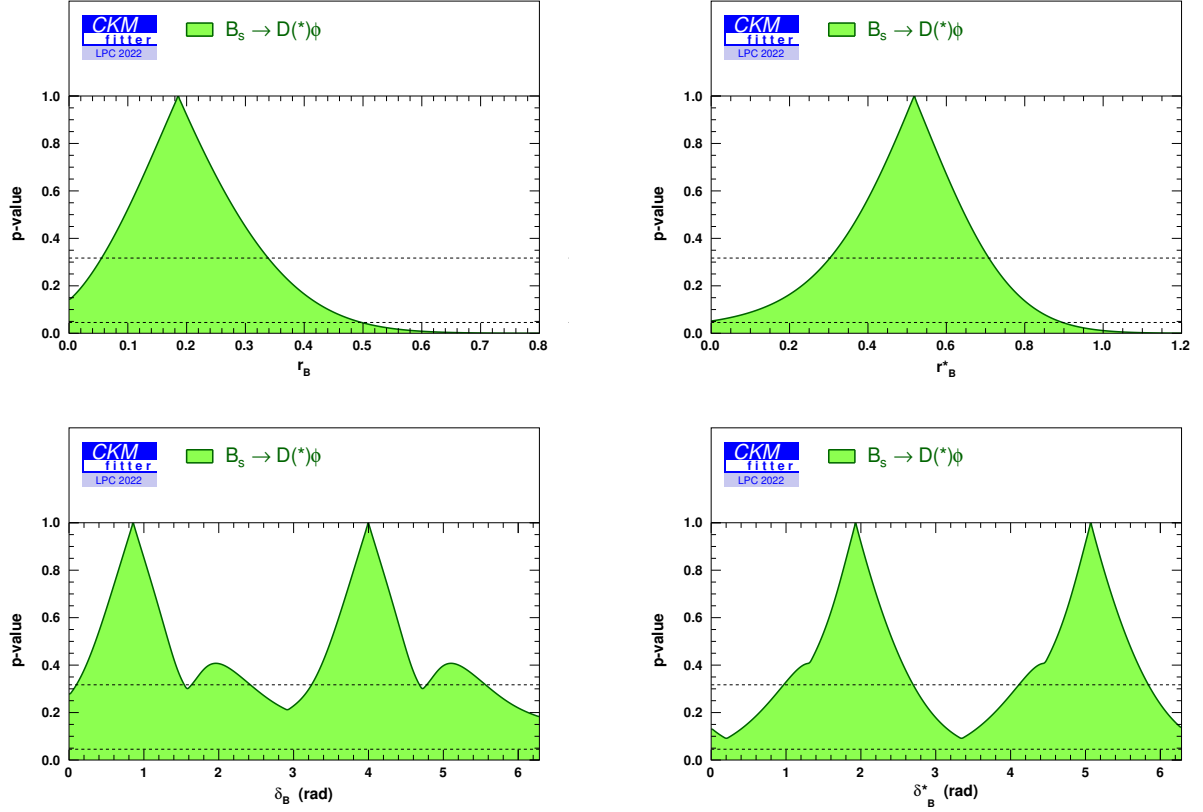 CKM
fitter
LPC 2022
B_s → D(*)ϕ
p-value
1.0
0.8
0.6
0.4
0.2
0.0
0.0 0.1 0.2 0.3 0.4 0.5 0.6 0.7 0.8
r_B
CKM
fitter
LPC 2022
B_s → D(*)ϕ
p-value
1.0
0.8
0.6
0.4
0.2
0.0
0.0 0.2 0.4 0.6 0.8 1.0 1.2
r*_B
CKM
fitter
LPC 2022
B_s → D(*)ϕ
p-value
1.0
0.8
0.6
0.4
0.2
0.0
0 1 2 3 4 5 6
δ_B (rad)
CKM
fitter
LPC 2022
B_s → D(*)ϕ
p-value
1.0
0.8
0.6
0.4
0.2
0.0
0 1 2 3 4 5 6
δ*_B (rad)